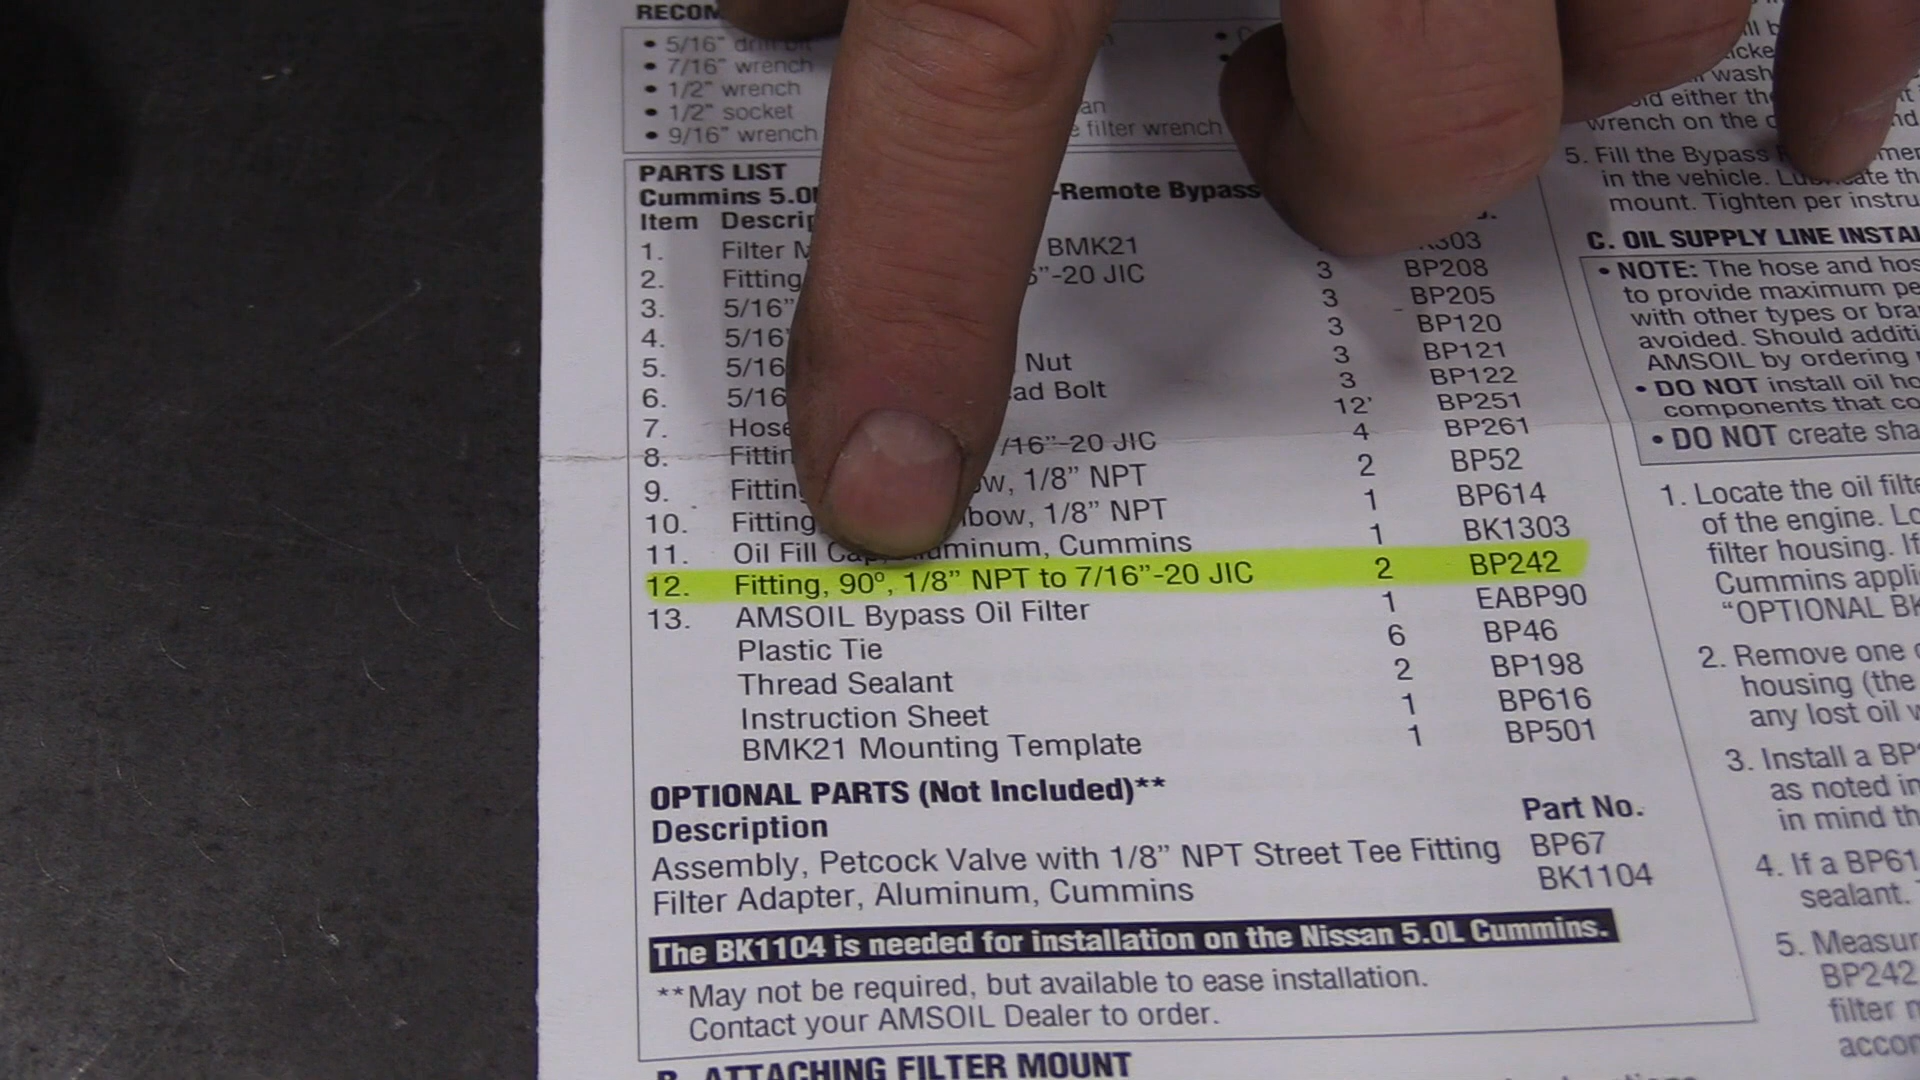 RECOM
• 5/16" drill bit
• 7/16" wrench
• 1/2" wrench
• 1/2" socket
• 9/16" wrench
filter wrench
PARTS LIST
Cummins 5.0 -Remote Bypass
Item Descrip
1. Filter M BMK21
2. Fitting "-20 JIC 3 BP208
3. 5/16" 3 BP205
4. 5/16" 3 BP120
5. 5/16 Nut 3 BP121
6. 5/16 ad Bolt 3 BP122
7. Hose 12' BP251
8. Fittin /16"-20 JIC 4 BP261
9. Fitting ow, 1/8" NPT 2 BP52
10. Fitting lbow, 1/8" NPT 1 BP614
11. Oil Fill Cap, Aluminum, Cummins 1 BK1303
12. Fitting, 90º, 1/8" NPT to 7/16"-20 JIC 2 BP242
13. AMSOIL Bypass Oil Filter 1 EABP90
Plastic Tie 6 BP46
Thread Sealant 2 BP198
Instruction Sheet 1 BP616
BMK21 Mounting Template 1 BP501
OPTIONAL PARTS (Not Included)**
Description Part No.
Assembly, Petcock Valve with 1/8" NPT Street Tee Fitting BP67
Filter Adapter, Aluminum, Cummins BK1104
The BK1104 is needed for installation on the Nissan 5.0L Cummins.
**May not be required, but available to ease installation.
Contact your AMSOIL Dealer to order.
B. ATTACHING FILTER MOUNT
wash
either th
wrench on the
5. Fill the Bypass
in the vehicle. Lubricate th
mount. Tighten per instru
C. OIL SUPPLY LINE INSTAL
• NOTE: The hose and hos
to provide maximum pe
with other types or bra
avoided. Should additi
AMSOIL by ordering
• DO NOT install oil ho
components that co
• DO NOT create sha
1. Locate the oil filte
of the engine. Lo
filter housing. If
Cummins appli
"OPTIONAL BK
2. Remove one
housing (the
any lost oil w
3. Install a BP
as noted in
in mind th
4. If a BP61
sealant.
5. Measur
BP242
filter m
accor